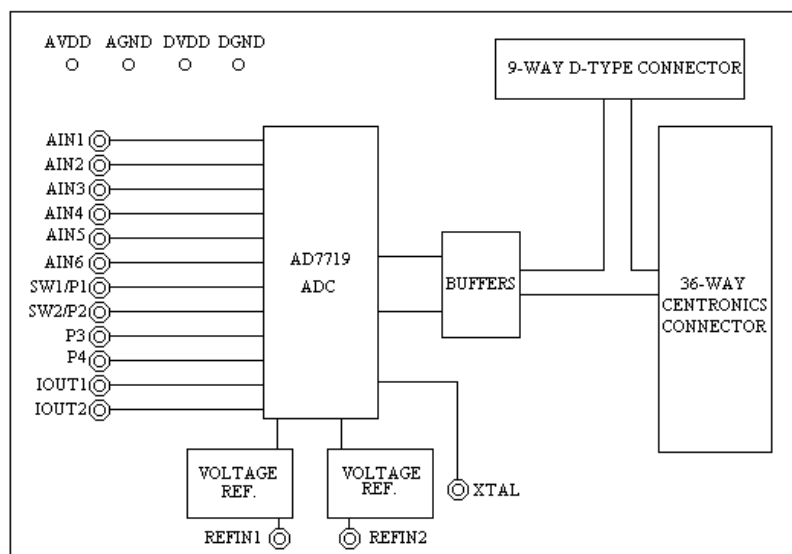 AVDD AGND DVDD DGND
9-WAY D-TYPE CONNECTOR
AIN1
AIN2
AIN3
AIN4
AIN5
AIN6
SW1/P1
SW2/P2
P3
P4
IOUT1
IOUT2
AD7719
ADC
BUFFERS
36-WAY
CENTRONICS
CONNECTOR
VOLTAGE
REF.
VOLTAGE
REF.
XTAL
REFIN1
REFIN2